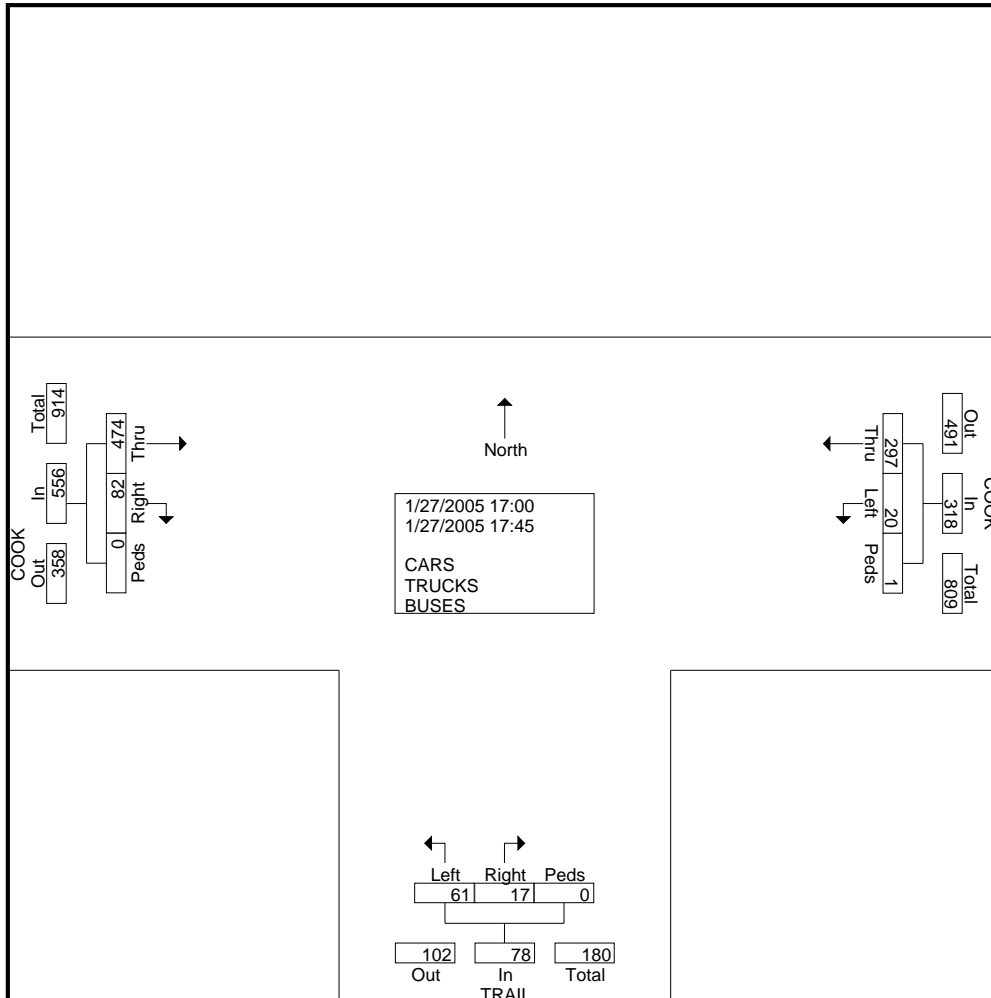 North
1/27/2005 17:00
1/27/2005 17:45
CARS
TRUCKS
BUSES
COOK
Out In Total
358 556 914
Peds Right Thru
0 82 474
COOK
Out In Total
491 318 809
Thru Left Peds
297 20 1
Left Right Peds
61 17 0
102 78 180
Out In Total
TRAIL